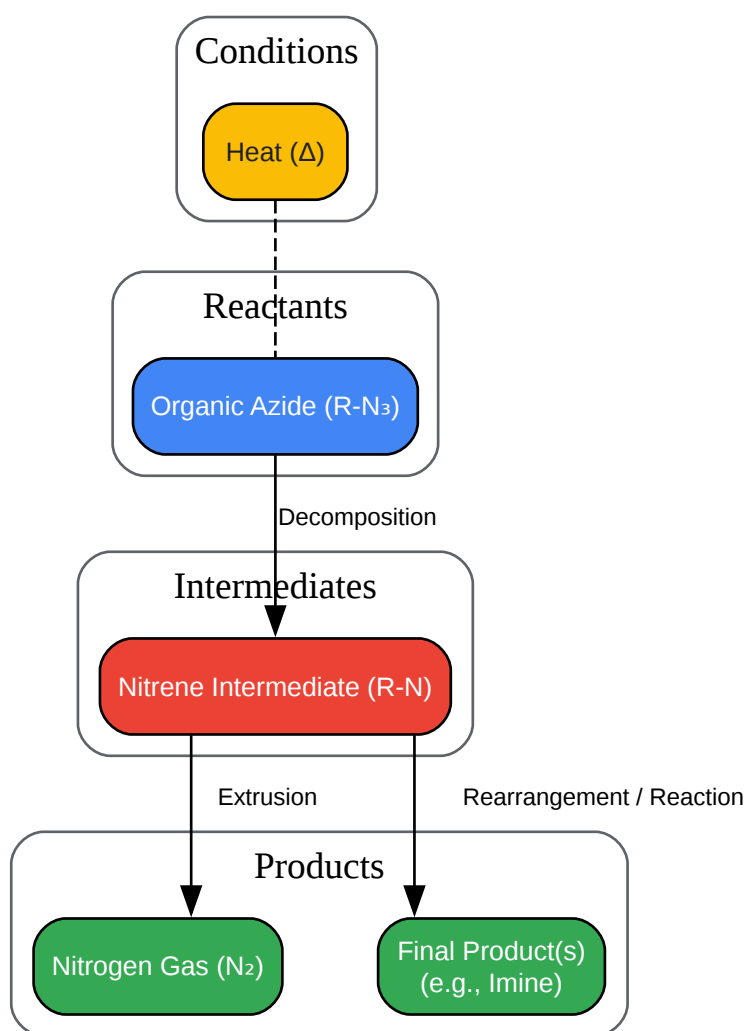 Conditions
Heat (Δ)
Reactants
Organic Azide (R-N₃)
Decomposition
Intermediates
Nitrene Intermediate (R-N)
Extrusion
Rearrangement / Reaction
Products
Nitrogen Gas (N₂)
Final Product(s)
(e.g., Imine)